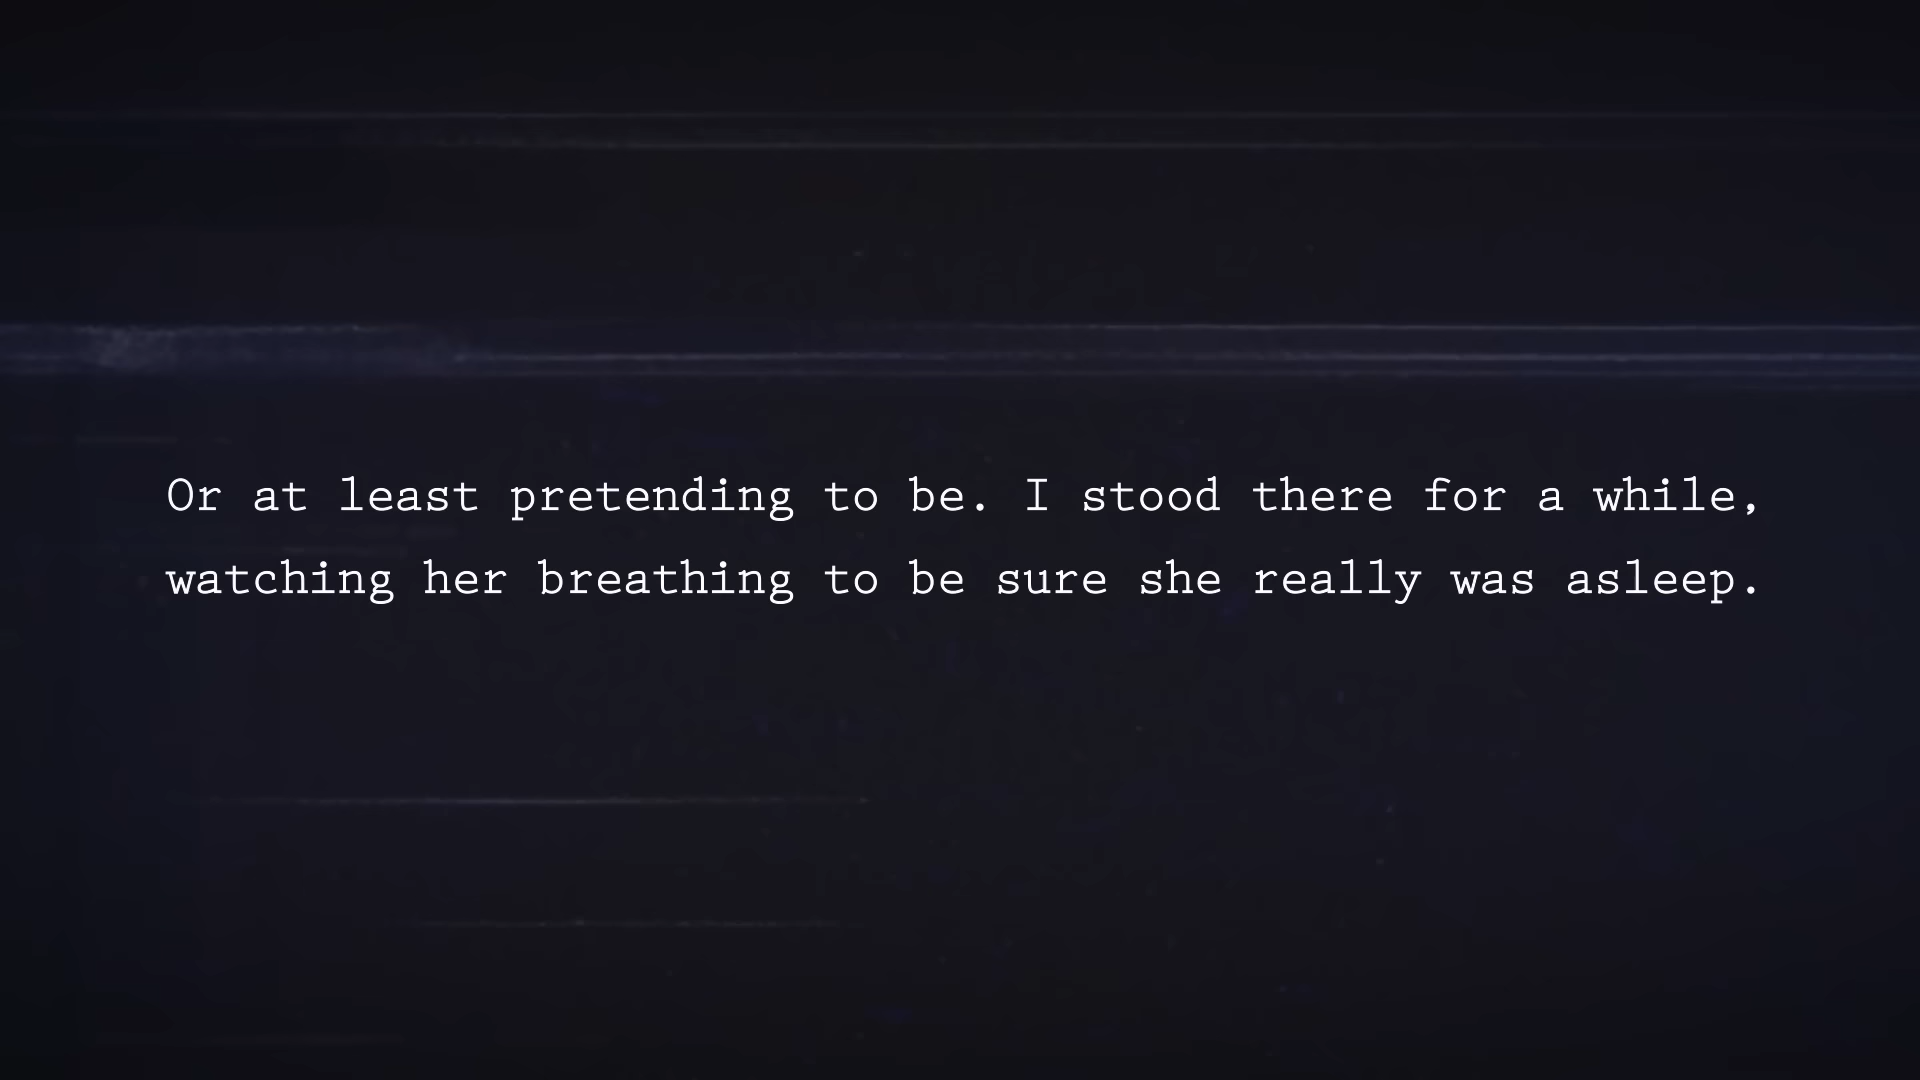 Or at least pretending to be. I stood there for a while,
watching her breathing to be sure she really was asleep.